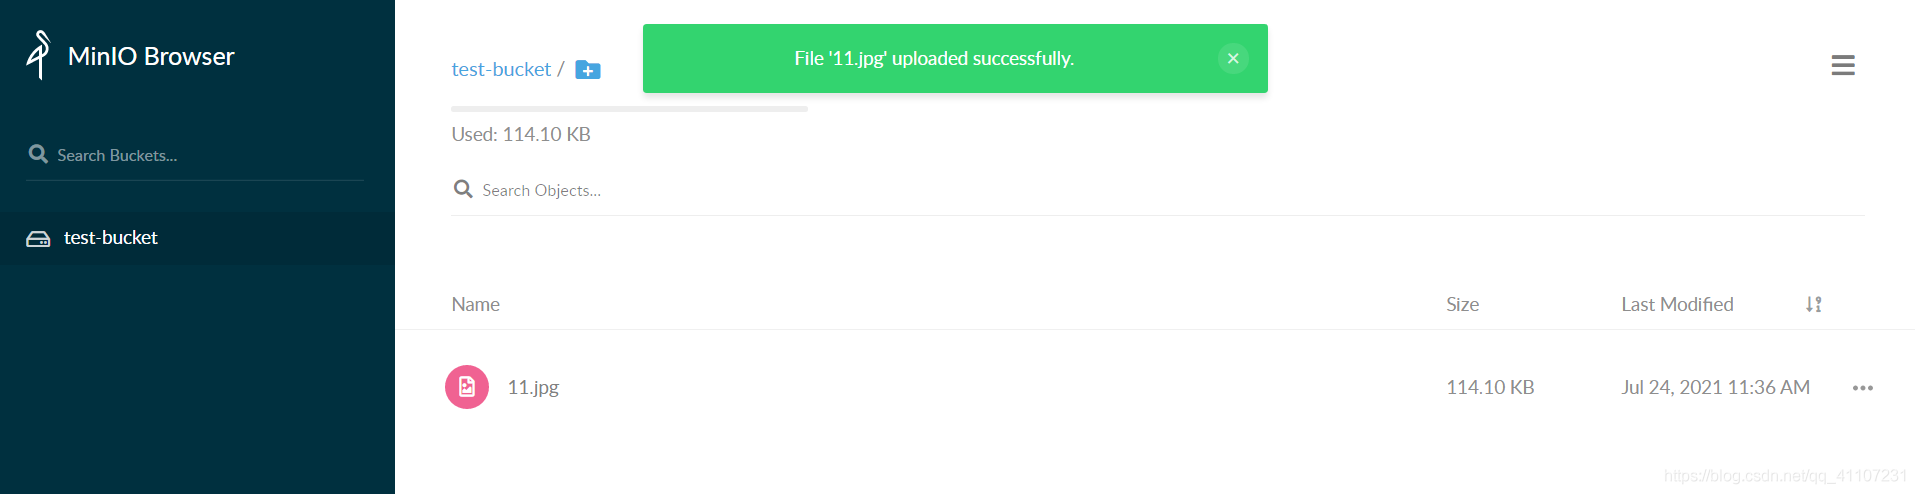 MinIO Browser
Search Buckets...
test-bucket
File '11.jpg' uploaded successfully.
test-bucket /
Used: 114.10 KB
Search Objects...
Name Size Last Modified
11.jpg 114.10 KB Jul 24, 2021 11:36 AM
https://blog.csdn.net/qq_41107231